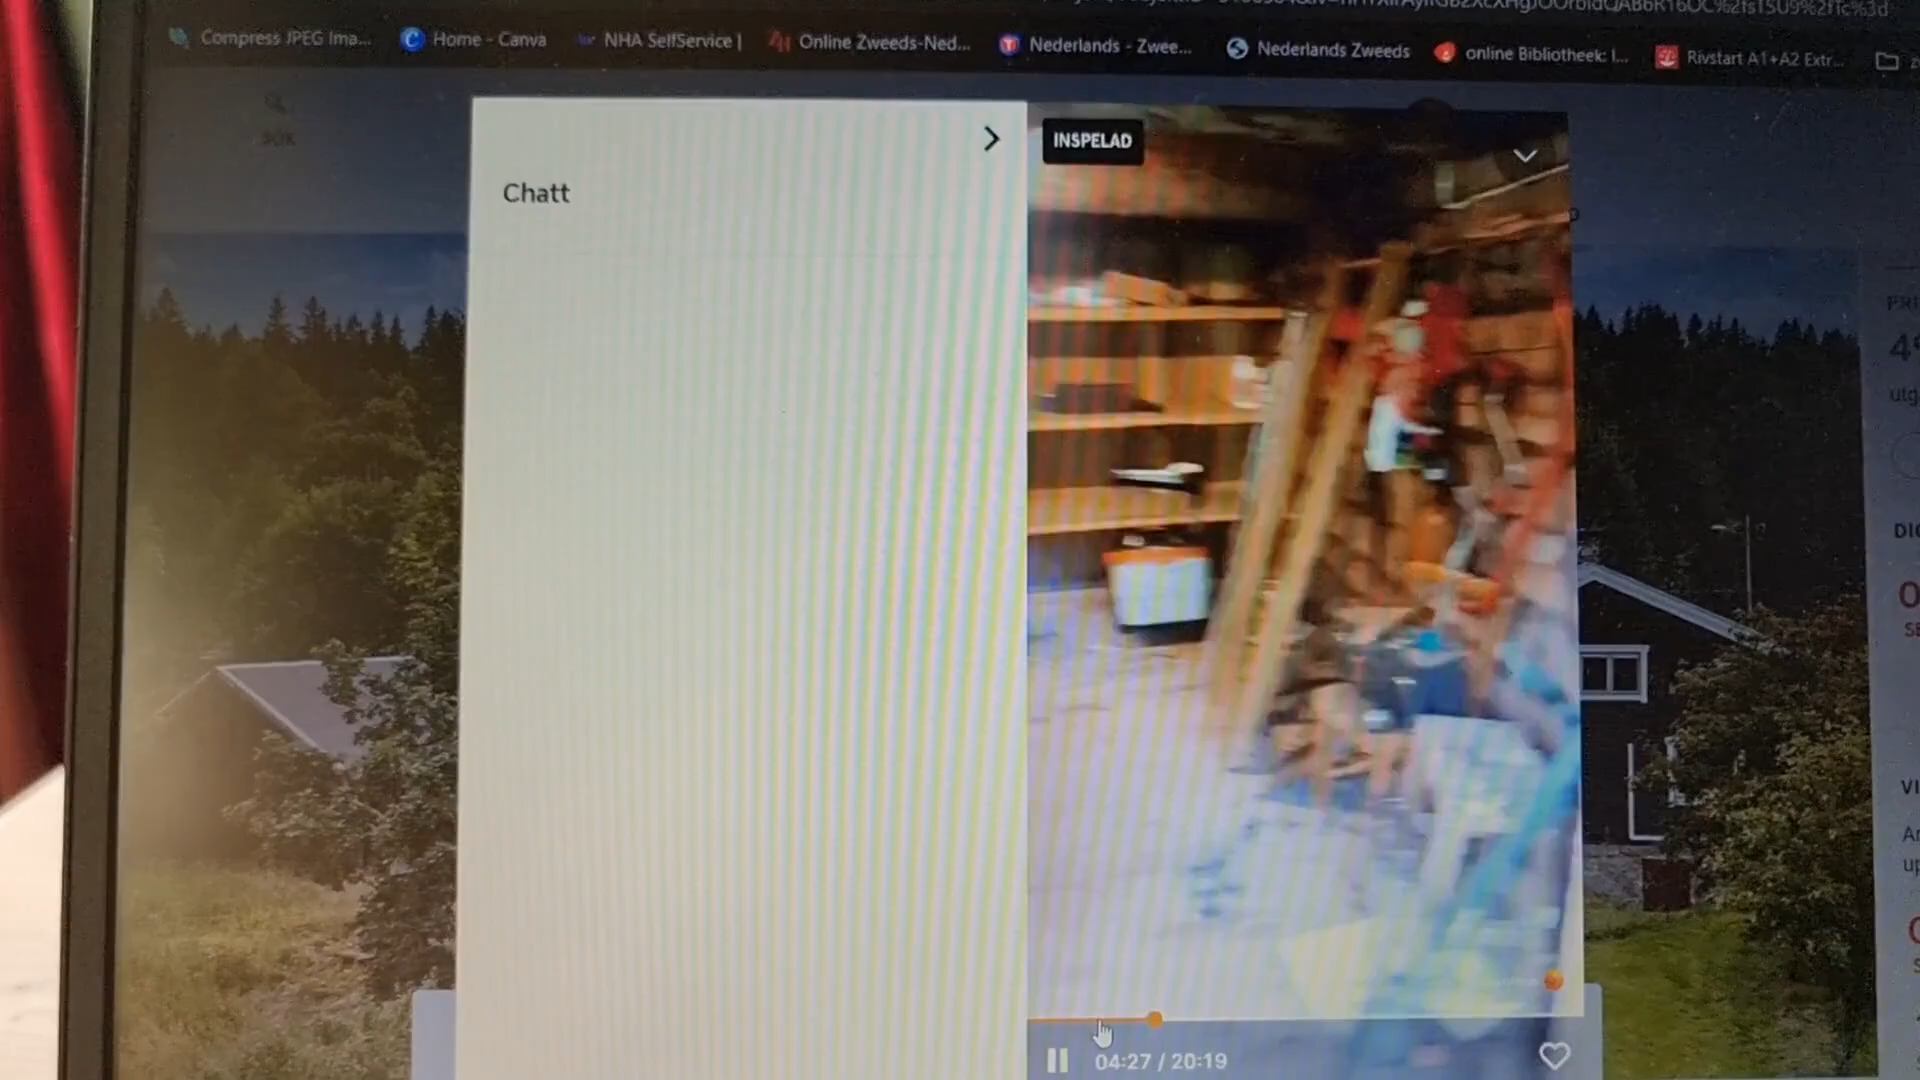 Compress JPEG Ima...
Home - Canva
NHA SelfService |
Online Zweeds-Ned...
Nederlands - Zwee...
Nederlands Zweeds
online Bibliotheek: l...
Rivstart A1+A2 Extr...
SÖK
INSPELAD
Chatt
04:27 / 20:19